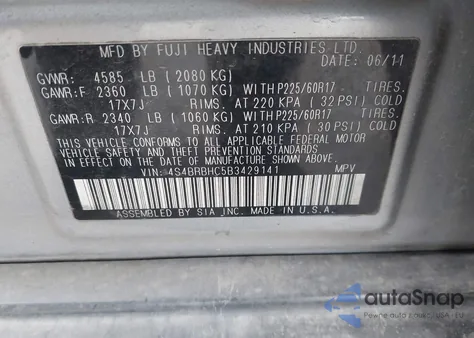 MFD BY FUJI HEAVY INDUSTRIES LTD.
DATE: 06/11
GVWR: 4585 LB (2080 KG)
GAWR:F 2360 LB (1070 KG) WITH P225/60R17 TIRES.
17X7J RIMS. AT 220 KPA (32 PSI) COLD
GAWR:R 2340 LB (1060 KG) WITH P225/60R17 TIRES.
17X7J RIMS. AT 210 KPA (30 PSI) COLD
THIS VEHICLE CONFORMS TO ALL APPLICABLE U.S. FEDERAL
MOTOR VEHICLE SAFETY, BUMPER AND THEFT PREVENTION STANDARDS
IN EFFECT ON THE DATE OF MANUFACTURE SHOWN ABOVE.
VIN: 4S4BRBHC5B3429141 MPV
ASSEMBLED BY SIA INC. MADE IN U.S.A.
autoSnap